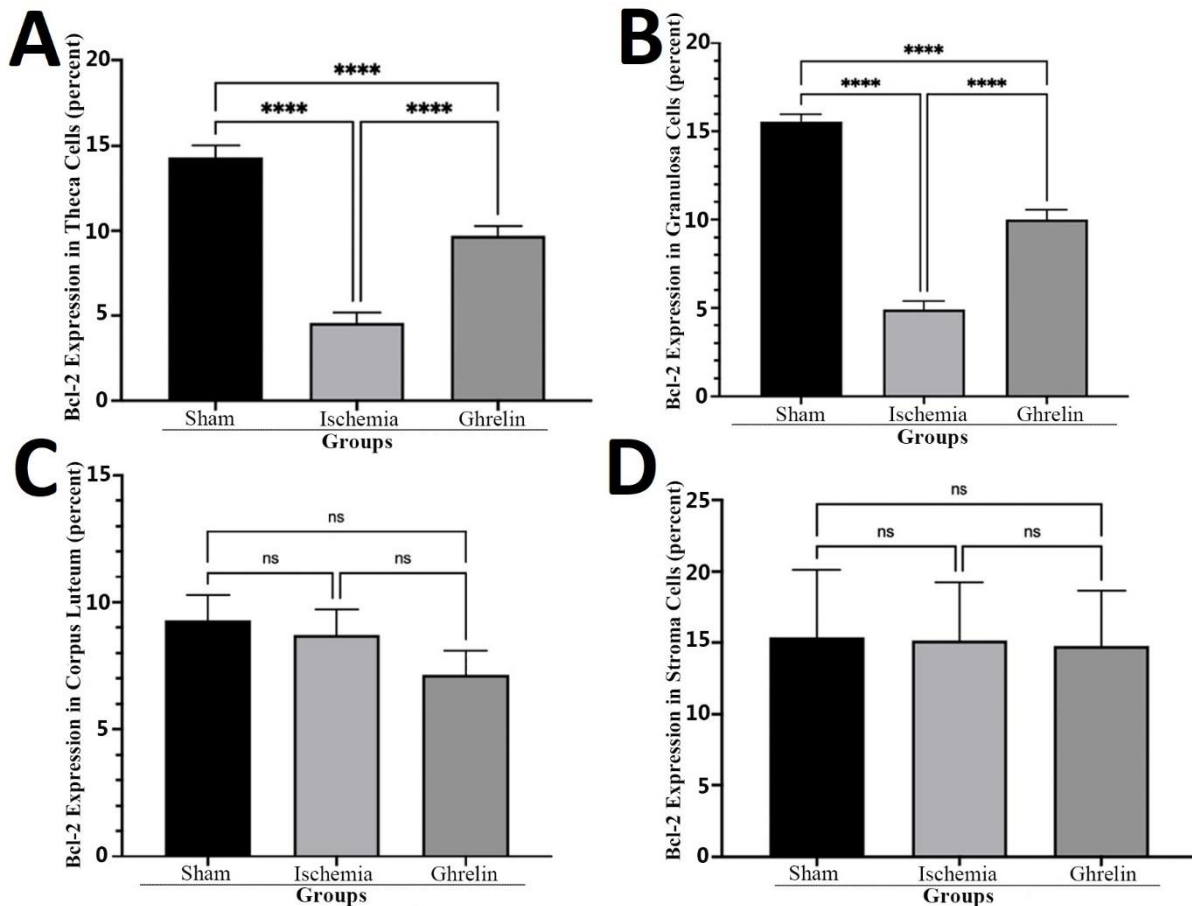 A
Bcl-2 Expression in Theca Cells (percent)
20
15
10
5
0
****
****
****
Sham
Ischemia
Ghrelin
Groups
B
Bcl-2 Expression in Granulosa Cells (percent)
20
15
10
5
0
****
****
****
Sham
Ischemia
Ghrelin
Groups
C
Bcl-2 Expression in Corpus Luteum (percent)
15
10
5
0
ns
ns
ns
Sham
Ischemia
Ghrelin
Groups
D
Bcl-2 Expression in Stroma Cells (percent)
25
20
15
10
5
0
ns
ns
ns
Sham
Ischemia
Ghrelin
Groups